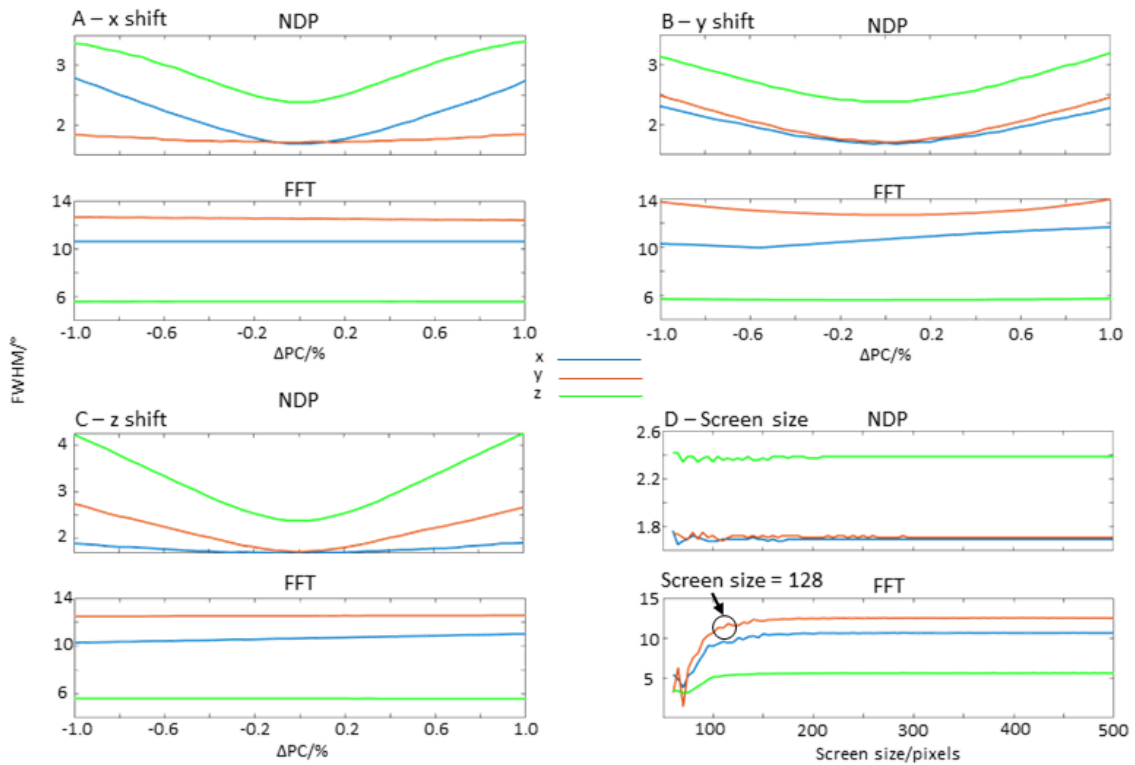 A – x shift
NDP
3
2
FFT
14
10
6
-1.0 -0.6 -0.2 0.2 0.6 1.0
ΔPC/%
B – y shift
NDP
3
2
FFT
14
10
6
-1.0 -0.6 -0.2 0.2 0.6 1.0
ΔPC/%
FWHM/°
x
y
z
C – z shift
NDP
4
3
2
FFT
14
10
6
-1.0 -0.6 -0.2 0.2 0.6 1.0
ΔPC/%
D – Screen size
NDP
2.6
1.8
Screen size = 128
FFT
15
10
5
100 200 300 400 500
Screen size/pixels